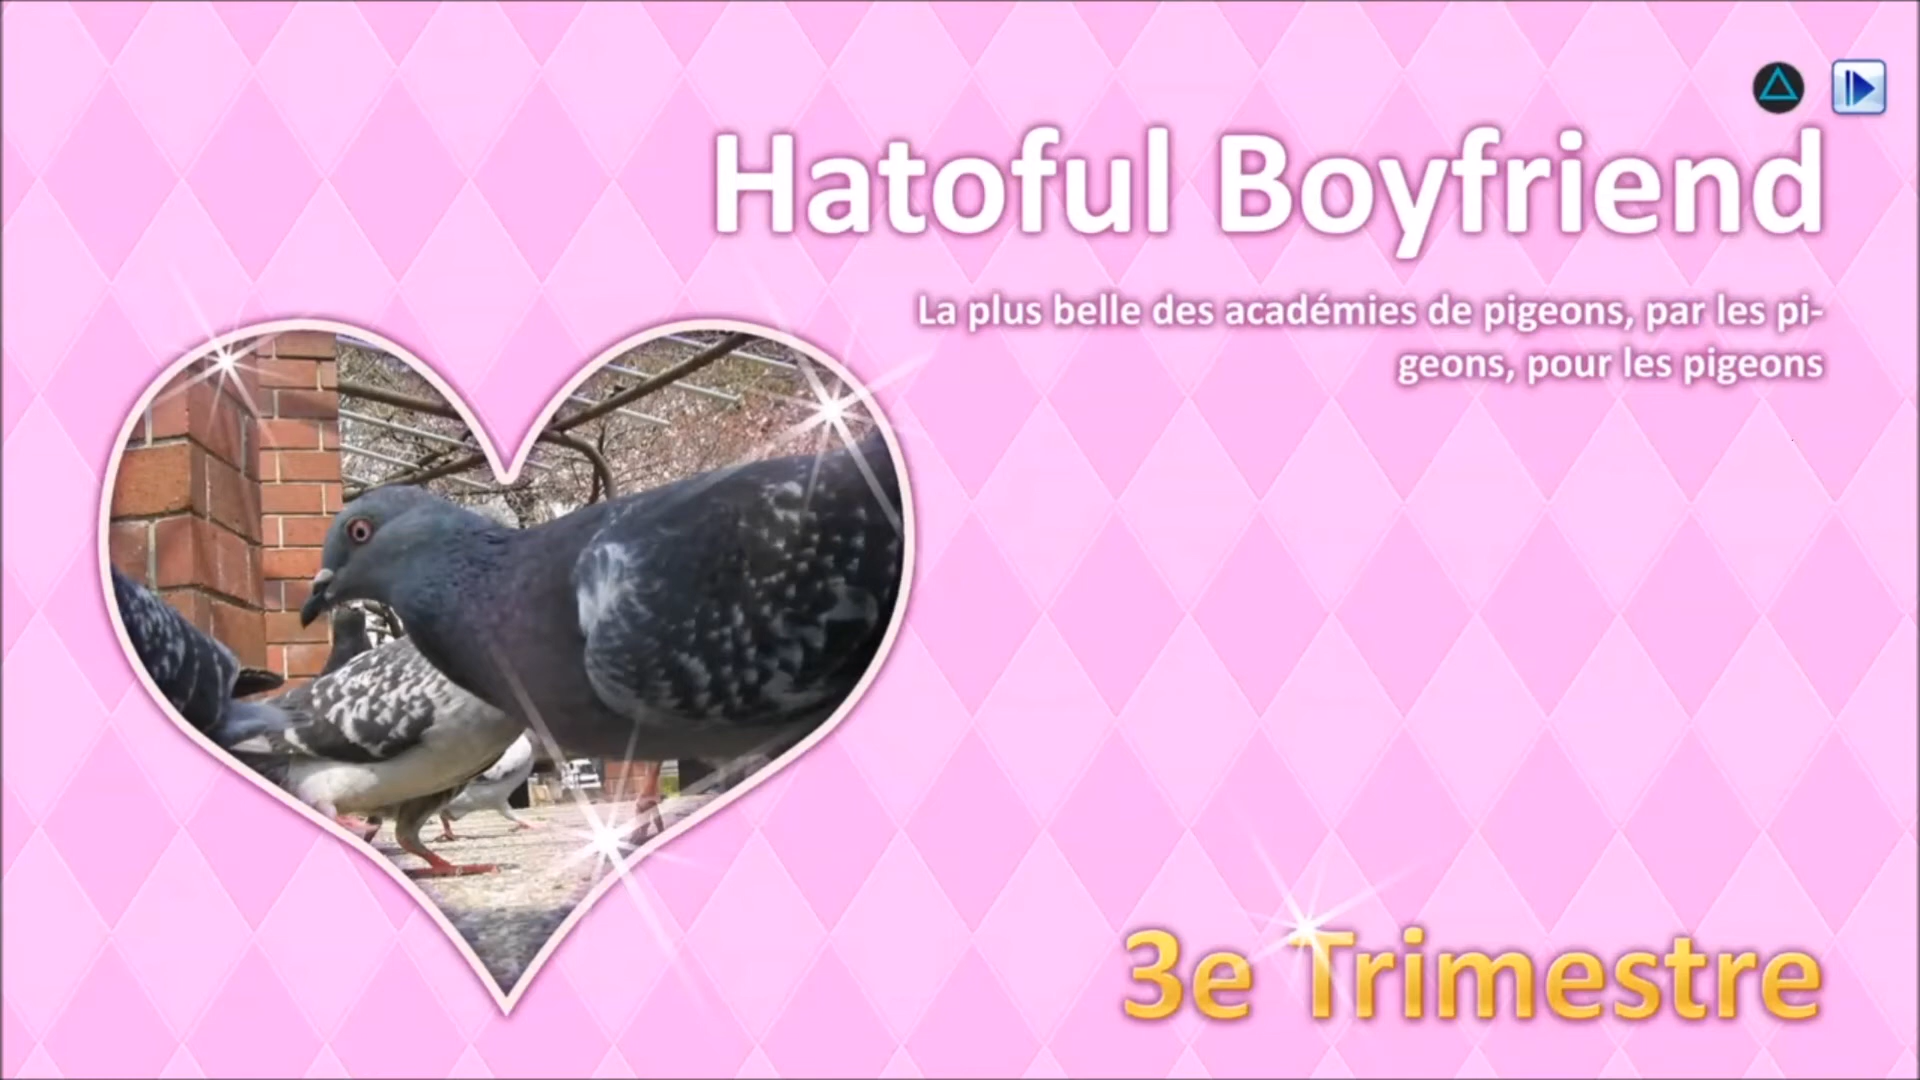 Hatoful Boyfriend
La plus belle des académies de pigeons, par les pi-
geons, pour les pigeons
3e Trimestre